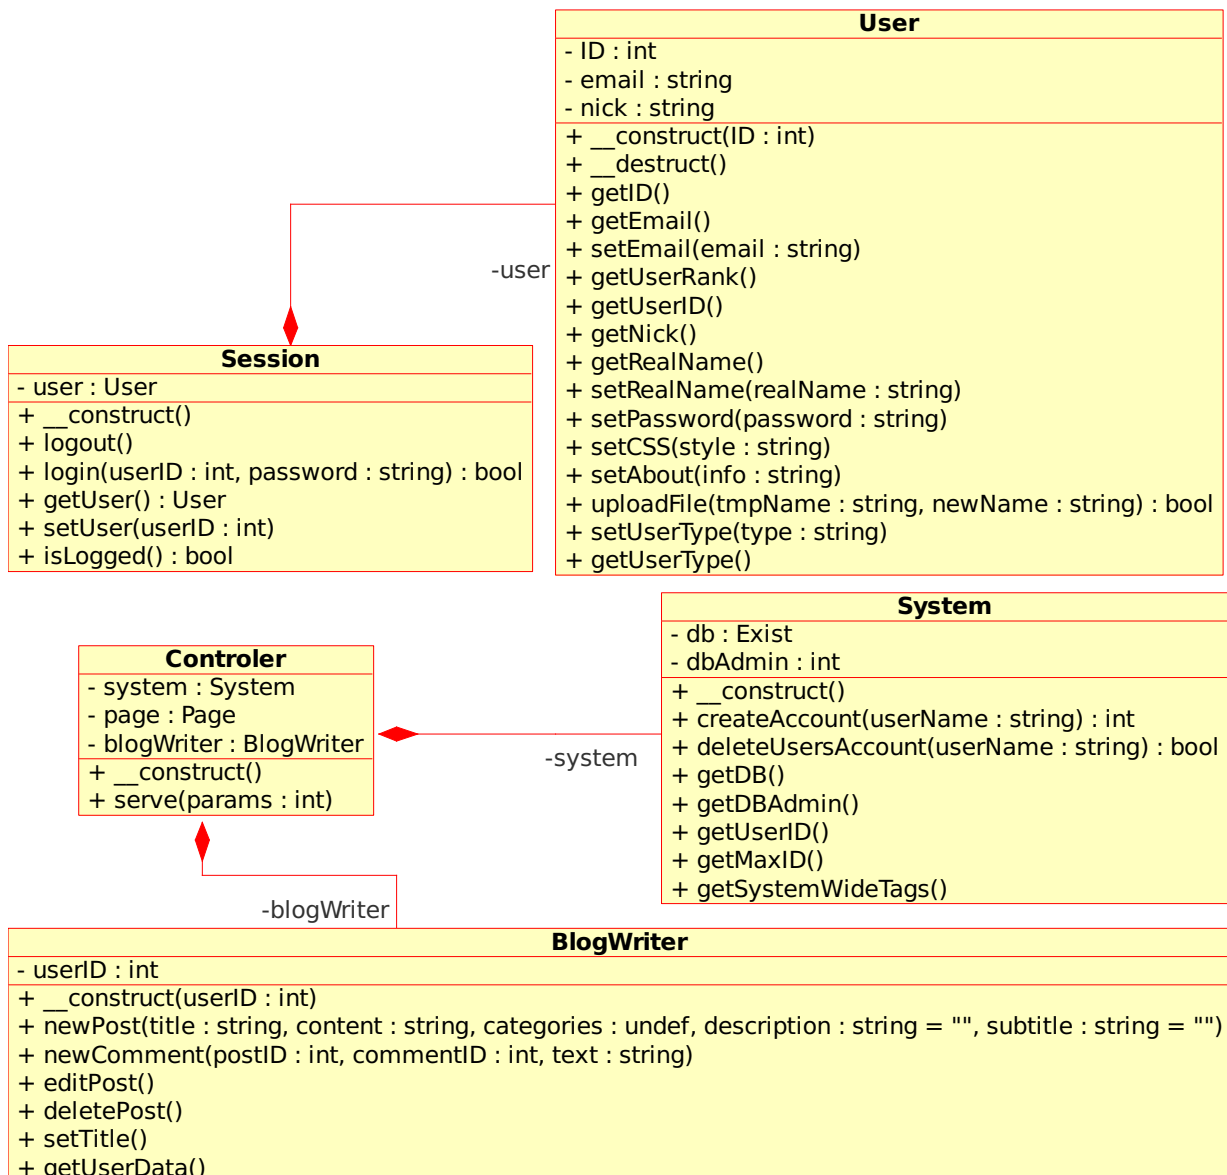 User
- ID : int
- email : string
- nick : string
+ __construct(ID : int)
+ __destruct()
+ getID()
+ getEmail()
+ setEmail(email : string)
+ getUserRank()
+ getUserID()
+ getNick()
+ getRealName()
+ setRealName(realName : string)
+ setPassword(password : string)
+ setCSS(style : string)
+ setAbout(info : string)
+ uploadFile(tmpName : string, newName : string) : bool
+ setUserType(type : string)
+ getUserType()
-user
Session
- user : User
+ __construct()
+ logout()
+ login(userID : int, password : string) : bool
+ getUser() : User
+ setUser(userID : int)
+ isLogged() : bool
System
- db : Exist
- dbAdmin : int
+ __construct()
+ createAccount(userName : string) : int
+ deleteUsersAccount(userName : string) : bool
+ getDB()
+ getDBAdmin()
+ getUserID()
+ getMaxID()
+ getSystemWideTags()
Controler
- system : System
- page : Page
- blogWriter : BlogWriter
+ __construct()
+ serve(params : int)
-system
-blogWriter
BlogWriter
- userID : int
+ __construct(userID : int)
+ newPost(title : string, content : string, categories : undef, description : string = "", subtitle : string = "")
+ newComment(postID : int, commentID : int, text : string)
+ editPost()
+ deletePost()
+ setTitle()
+ getUserData()